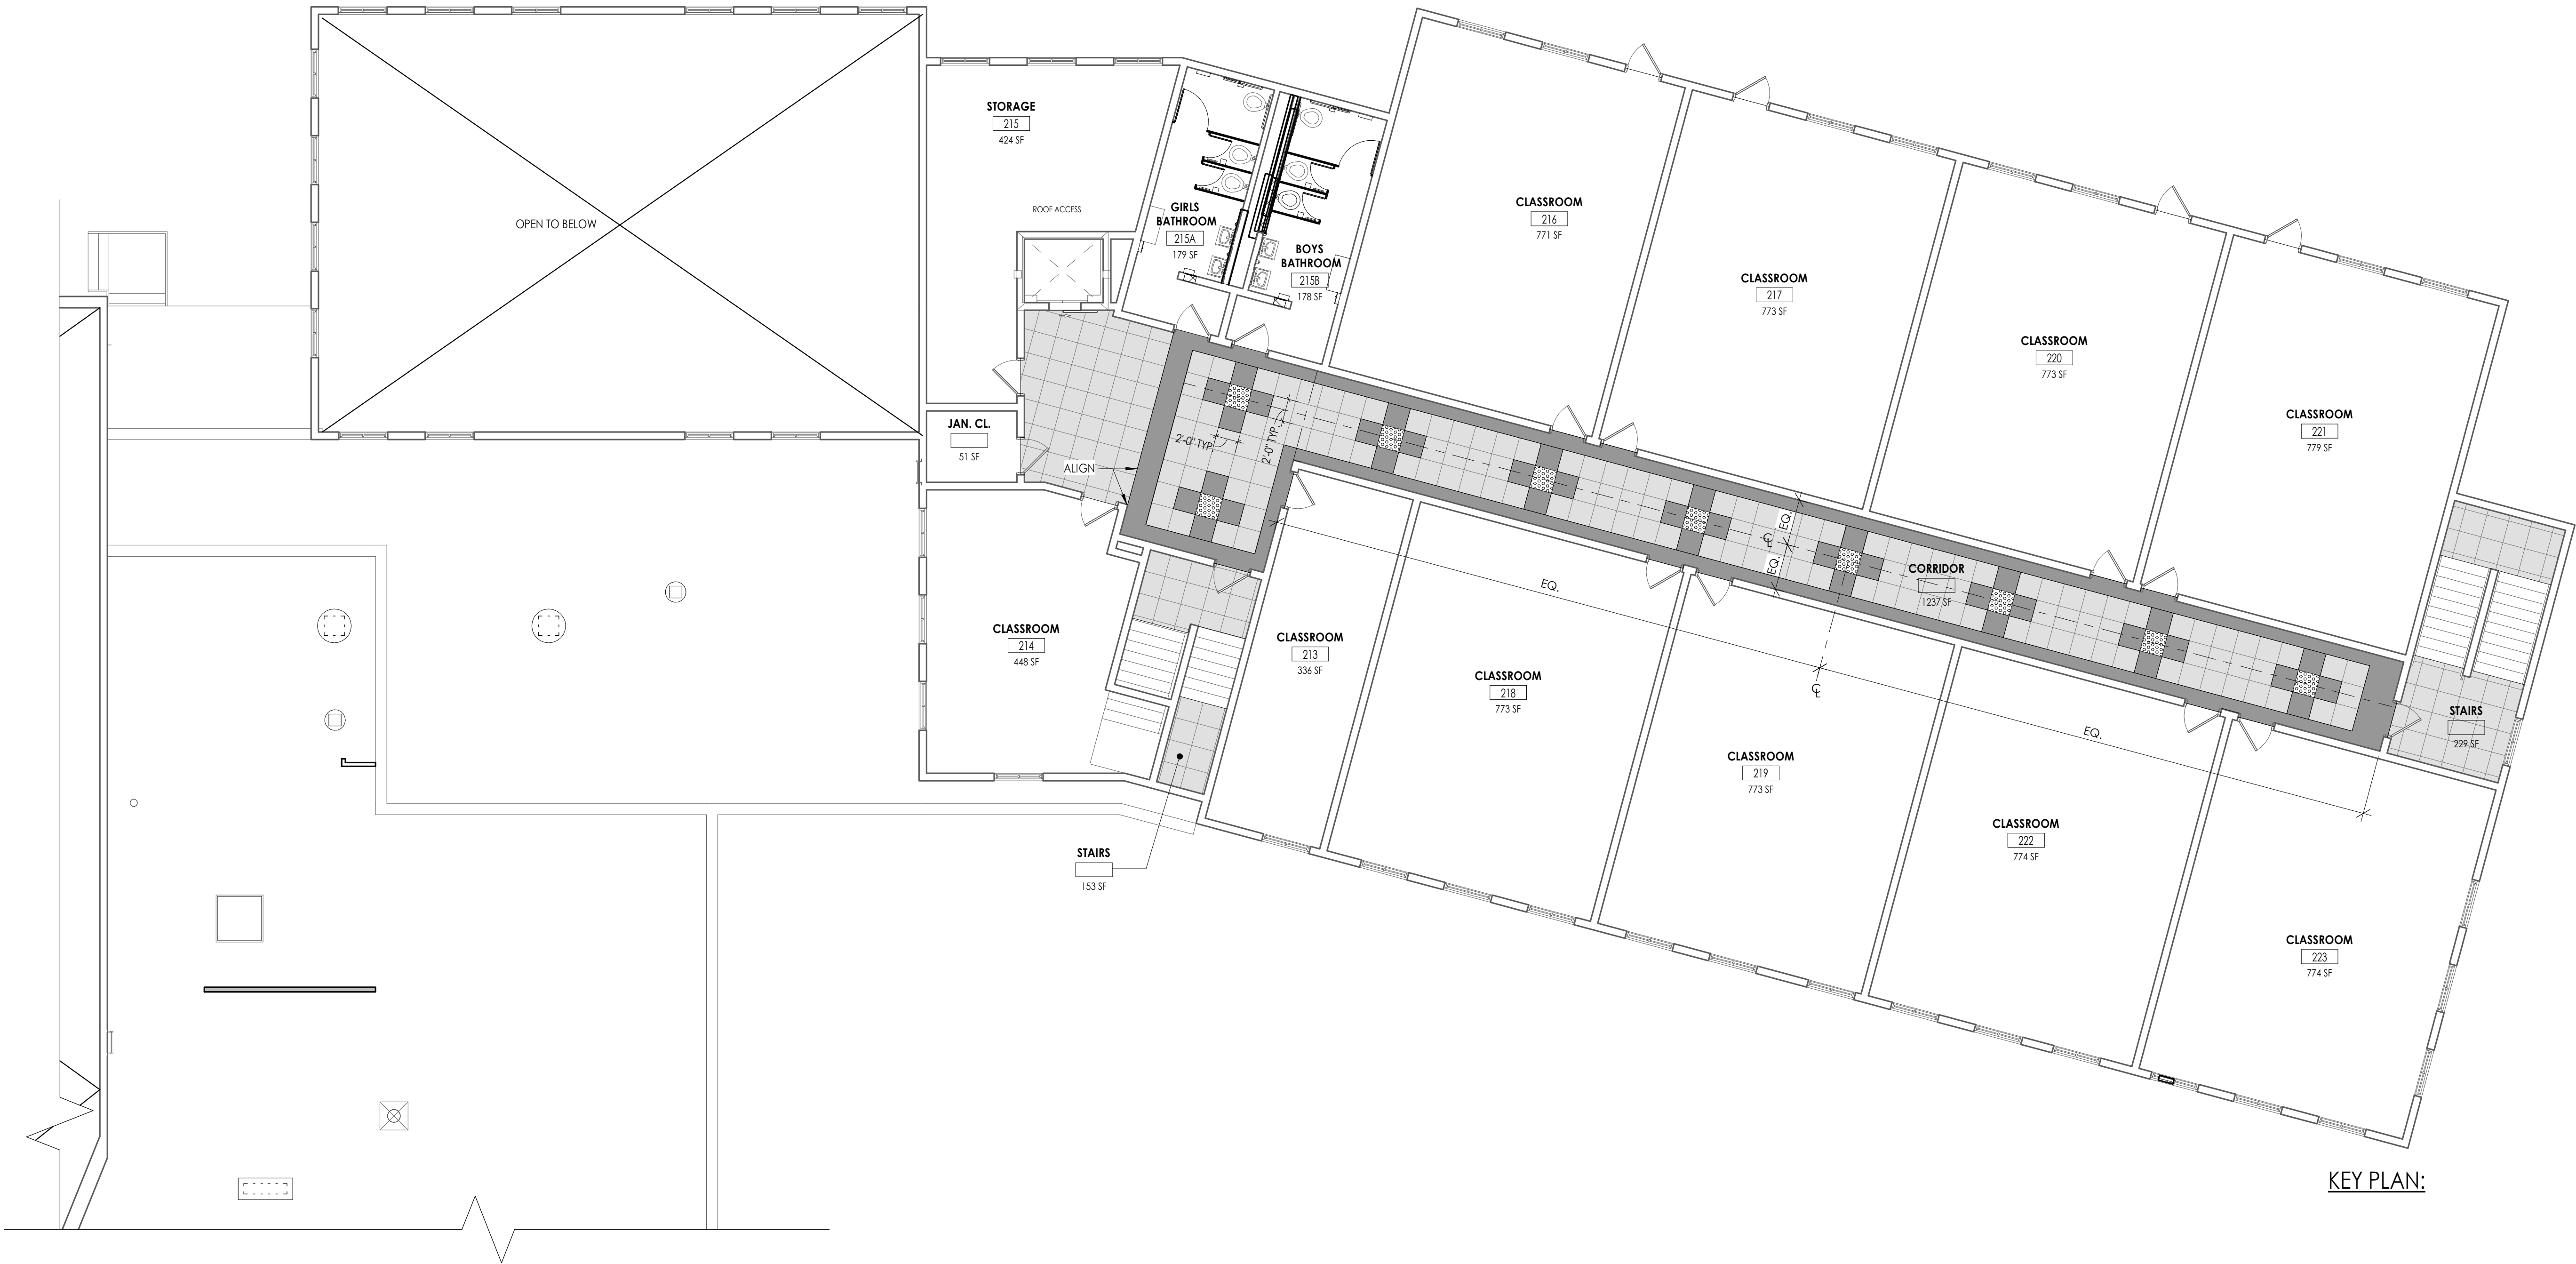 STORAGE
215
424 SF
ROOF ACCESS
OPEN TO BELOW
GIRLS
BATHROOM
215A
179 SF
BOYS
BATHROOM
215B
178 SF
CLASSROOM
216
771 SF
CLASSROOM
217
773 SF
CLASSROOM
220
773 SF
CLASSROOM
221
779 SF
JAN. CL.
51 SF
ALIGN
2'-0" TYP.
2'-0" TYP.
EQ.
EQ.
CL
CORRIDOR
1237 SF
EQ.
CL
EQ.
CLASSROOM
214
448 SF
CLASSROOM
213
336 SF
CLASSROOM
218
773 SF
CLASSROOM
219
773 SF
CLASSROOM
222
774 SF
CLASSROOM
223
774 SF
STAIRS
229 SF
STAIRS
153 SF
KEY PLAN: